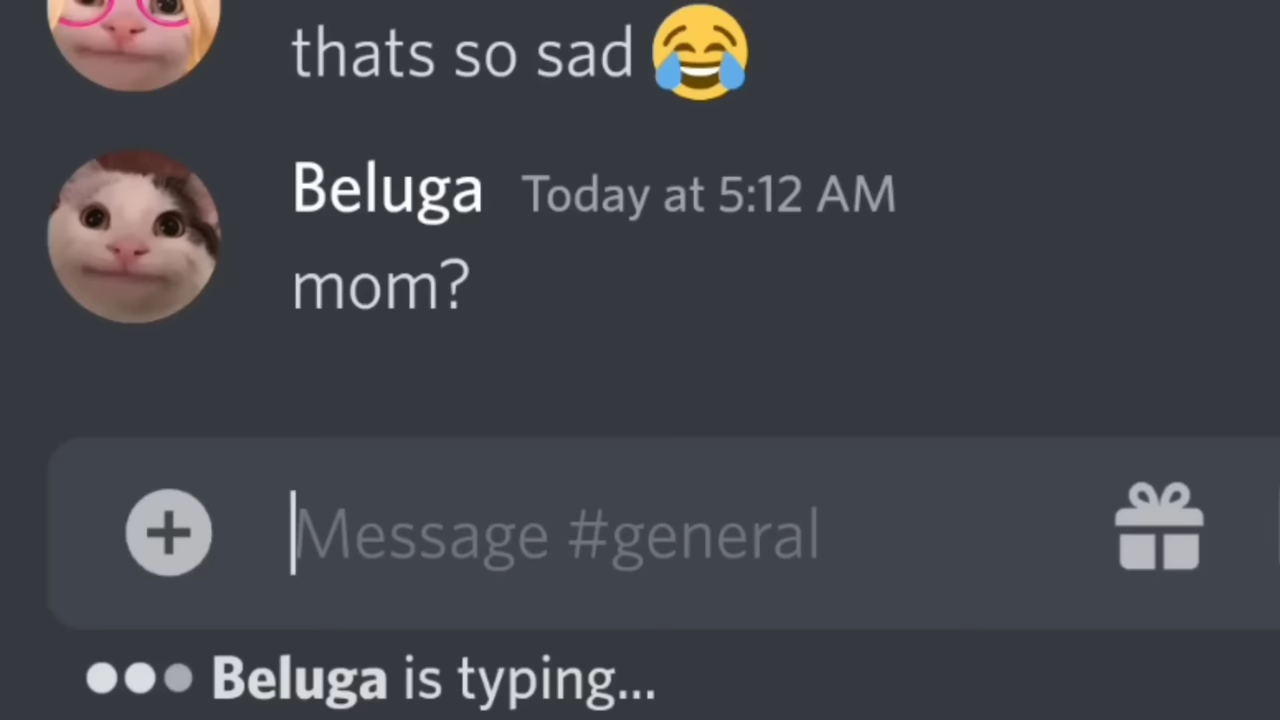 thats so sad 😂
Beluga Today at 5:12 AM
mom?
Message #general
Beluga is typing...